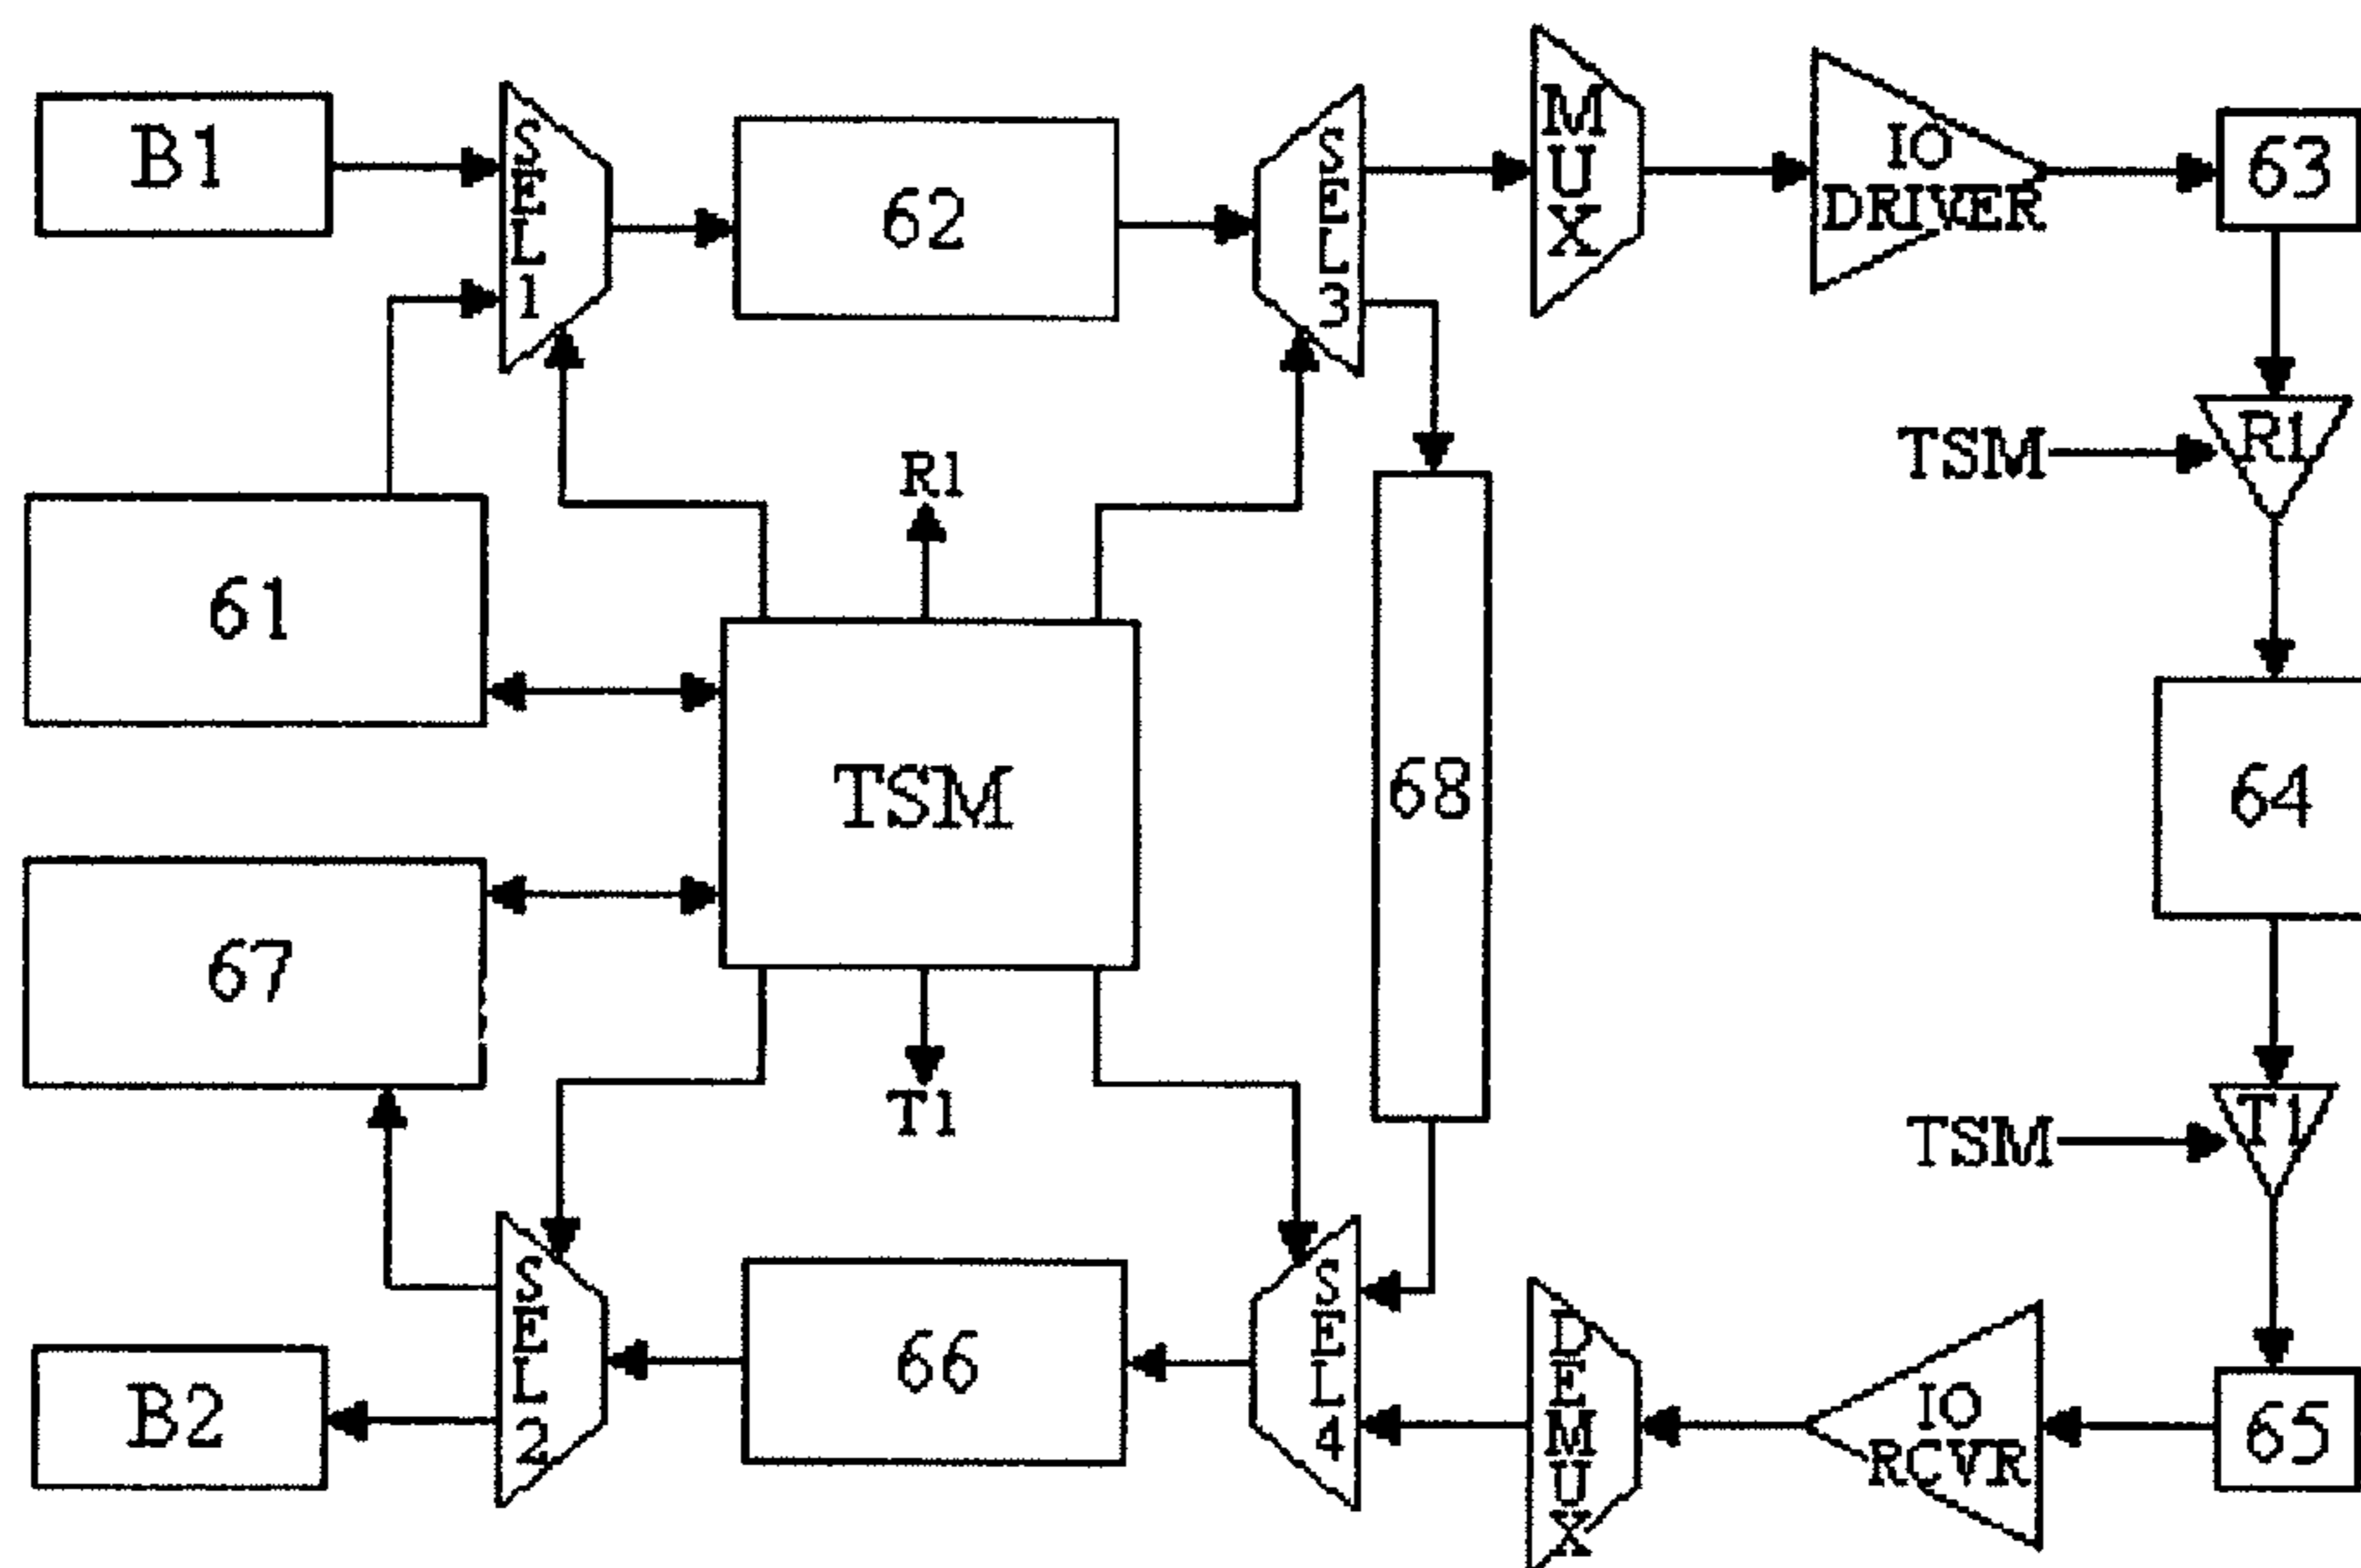 B1
SEL1
62
SEL3
MUX
IO
DRIVER
63
R1
TSM
R1
61
TSM
68
64
67
T1
TSM
T1
SEL2
66
SEL4
DEMUX
IO
RCVR
65
B2